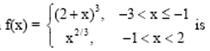 f(x) = { (2+x)³, -3 < x ≤ -1
x^{2/3}, -1 < x < 2 is